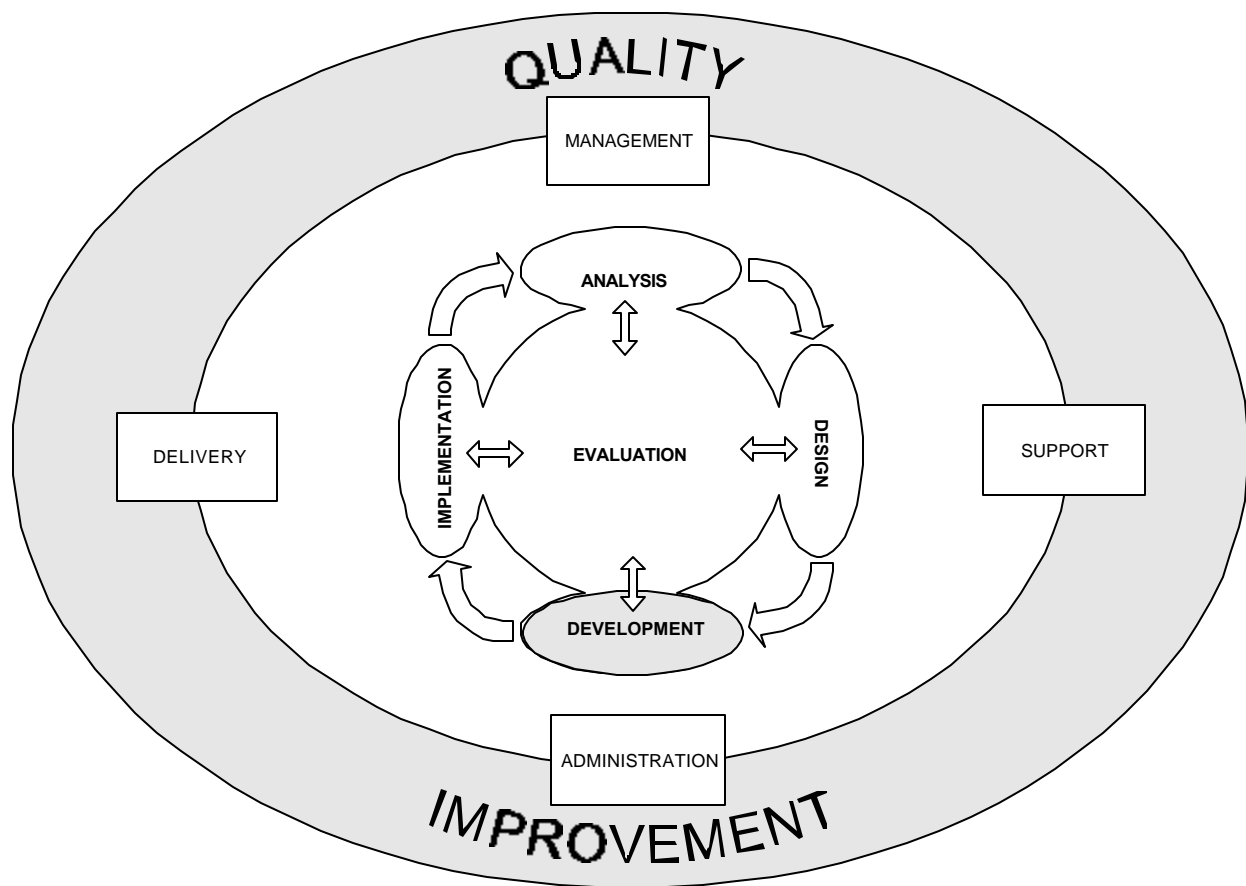 QUALITY
MANAGEMENT
ANALYSIS
IMPLEMENTATION
DESIGN
DELIVERY
EVALUATION
SUPPORT
DEVELOPMENT
ADMINISTRATION
IMPROVEMENT